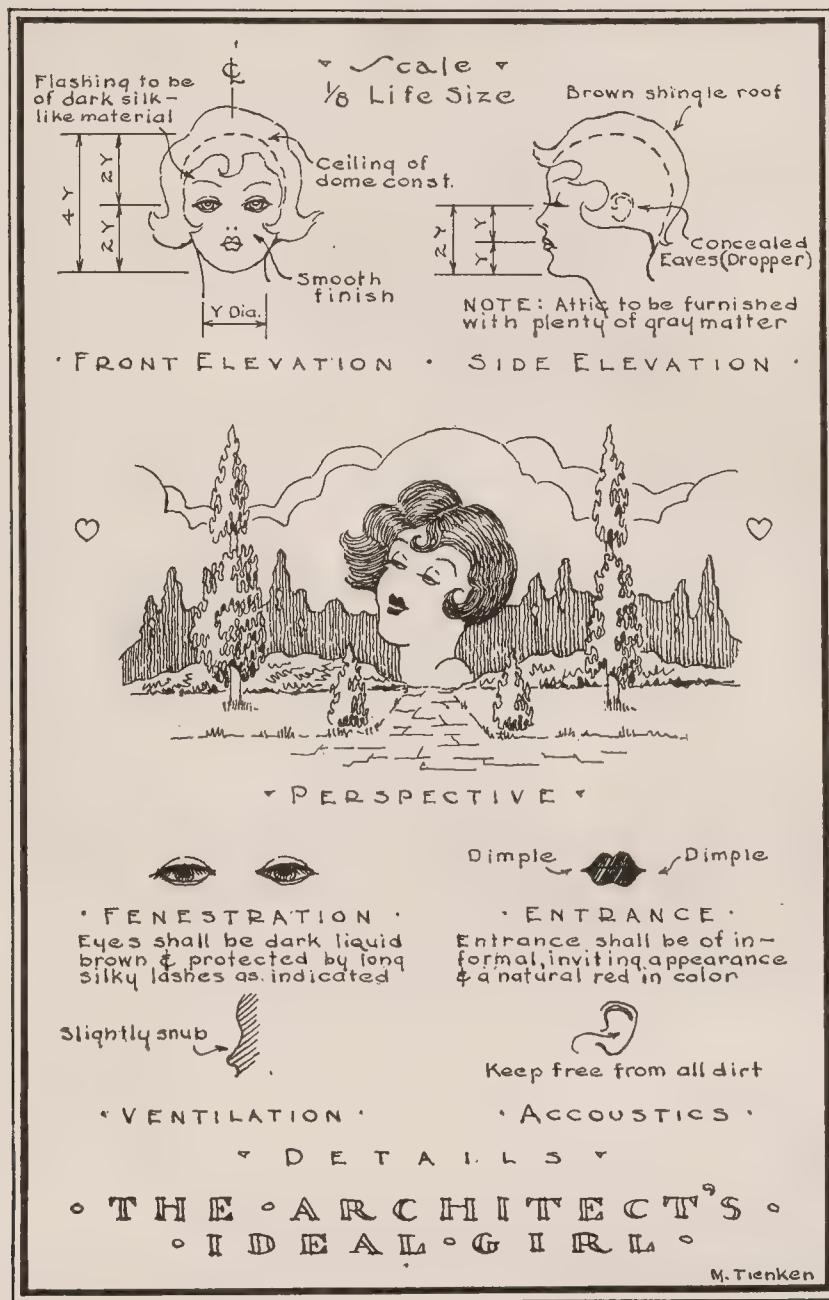 ℄
Scale
1/8 Life Size
Flashing to be
of dark silk-
like material
Ceiling of
dome const.
4Y
2Y
2Y
Smooth
finish
Y Dia.
Brown shingle roof
2Y
Y
Y
Concealed
Eaves (Dropper)
NOTE: Attic to be furnished
with plenty of gray matter
· FRONT ELEVATION · SIDE ELEVATION ·
PERSPECTIVE
Dimple
Dimple
· FENESTRATION ·
Eyes shall be dark liquid
brown & protected by long
silky lashes as indicated
· ENTRANCE ·
Entrance shall be of in-
formal, inviting appearance
& a natural red in color
Slightly snub
Keep free from all dirt
· VENTILATION ·
· ACCOUSTICS ·
DETAILS
· THE · ARCHITECT'S ·
· IDEAL · GIRL ·
M. Tienken